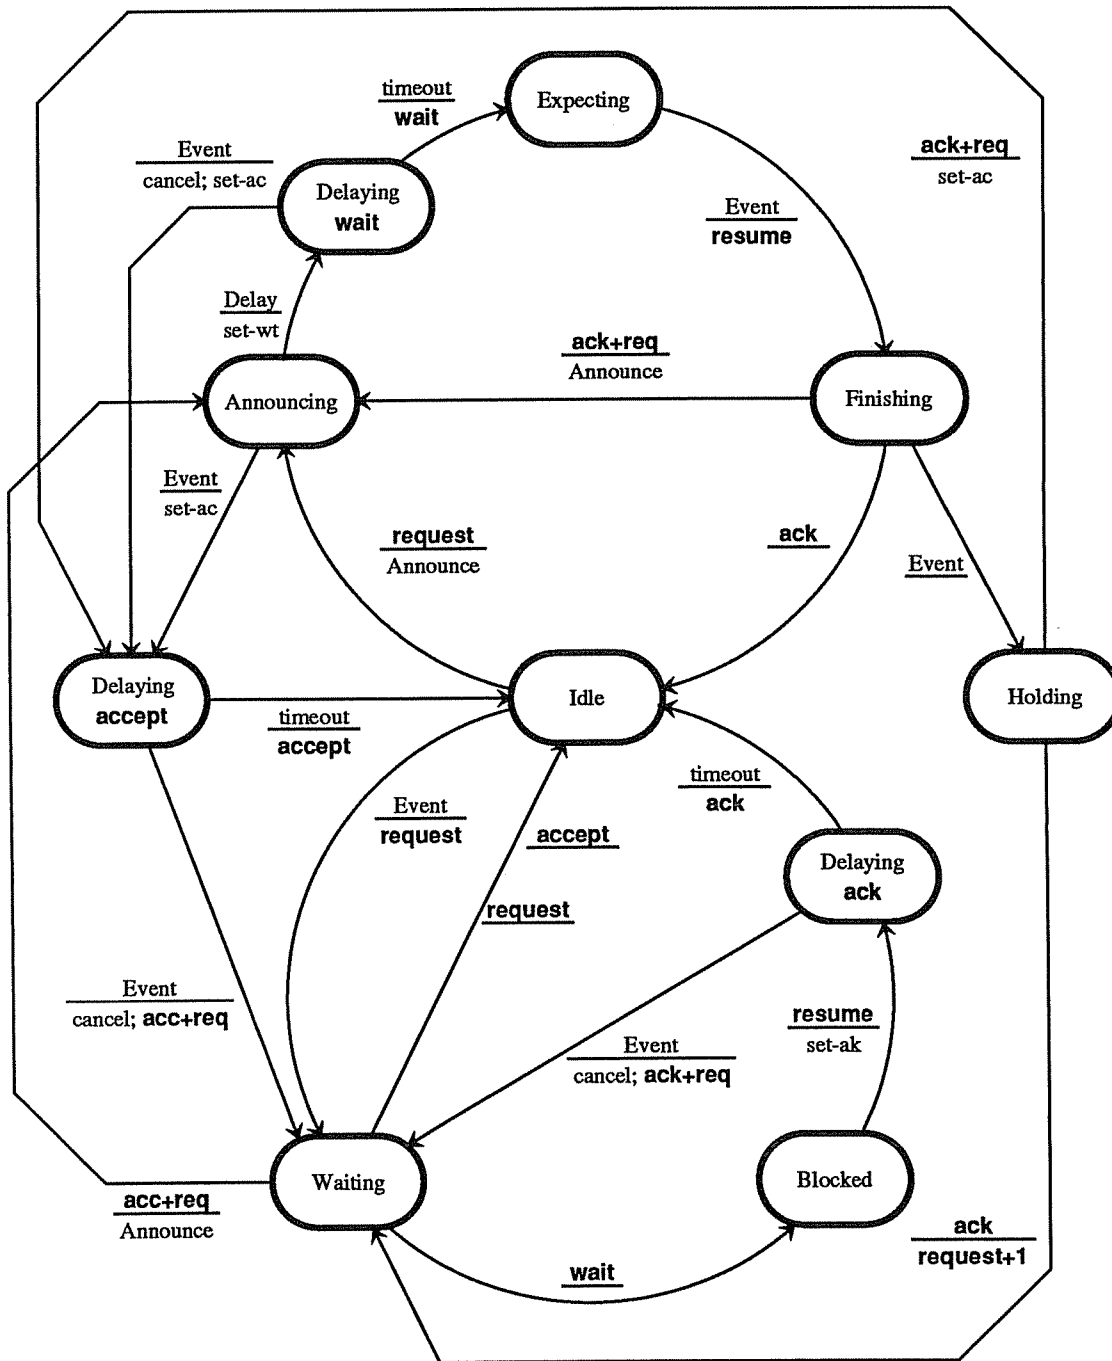 timeout
wait
Expecting
Event
cancel; set-ac
ack+req
set-ac
Delaying
wait
Event
resume
Delay
set-wt
ack+req
Announce
Announcing
Finishing
Event
set-ac
request
Announce
ack
Event
Delaying
accept
Idle
Holding
timeout
accept
timeout
ack
Event
request
accept
Delaying
ack
request
Event
cancel; acc+req
resume
set-ak
Event
cancel; ack+req
Waiting
Blocked
acc+req
Announce
ack
request+1
wait